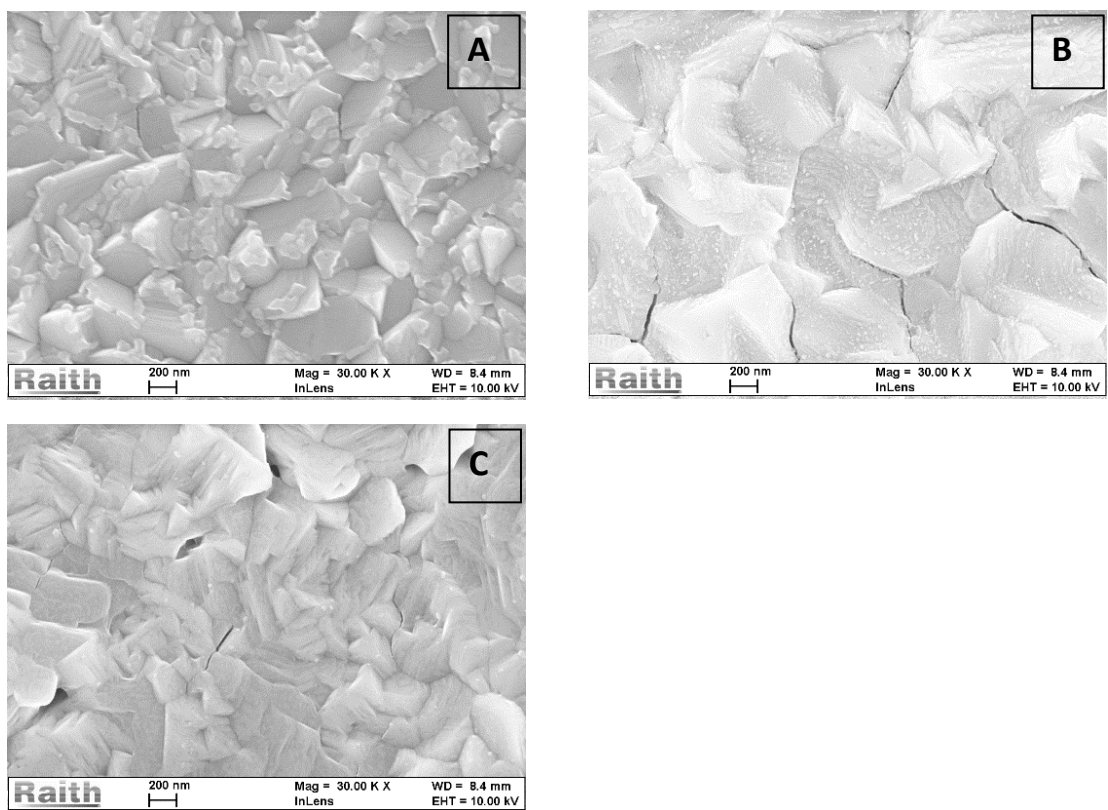 A
Raith
200 nm
Mag = 30.00 K X
WD = 8.4 mm
InLens
EHT = 10.00 kV
B
Raith
200 nm
Mag = 30.00 K X
WD = 8.4 mm
InLens
EHT = 10.00 kV
C
Raith
200 nm
Mag = 30.00 K X
WD = 8.4 mm
InLens
EHT = 10.00 kV